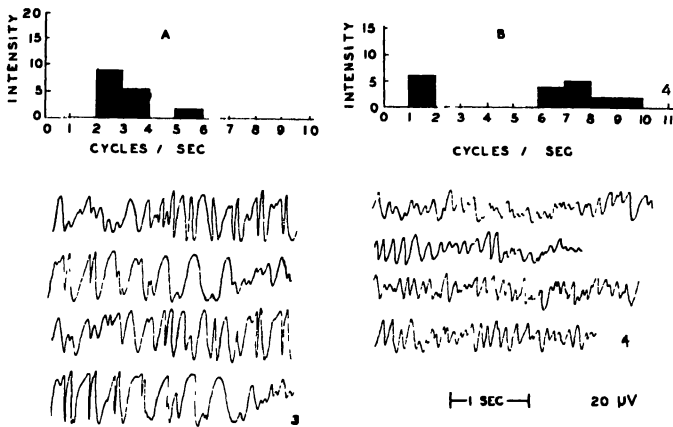 A
INTENSITY
20
15
10
5
0
0 1 2 3 4 5 6 7 8 9 10
CYCLES / SEC
B
INTENSITY
15
10
5
0
4
0 1 2 3 4 5 6 7 8 9 10 11
CYCLES / SEC
3
4
1 SEC
20 μV